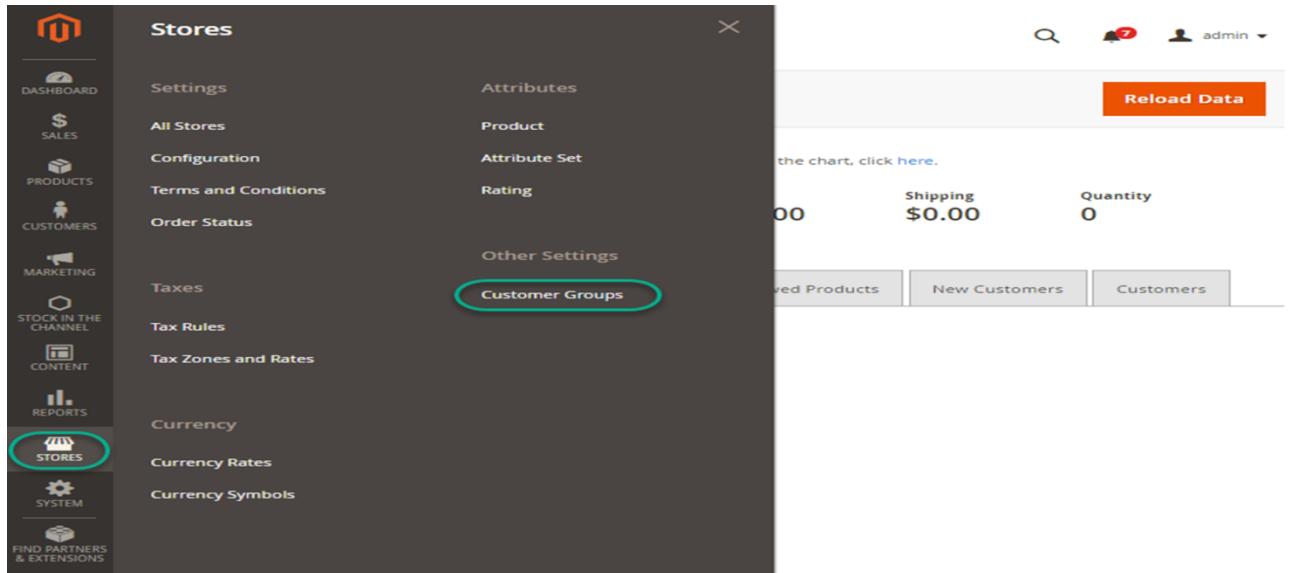 DASHBOARD
SALES
PRODUCTS
CUSTOMERS
MARKETING
STOCK IN THE
CHANNEL
CONTENT
REPORTS
STORES
SYSTEM
FIND PARTNERS
& EXTENSIONS
Stores
Settings
All Stores
Configuration
Terms and Conditions
Order Status
Taxes
Tax Rules
Tax Zones and Rates
Currency
Currency Rates
Currency Symbols
Attributes
Product
Attribute Set
Rating
Other Settings
Customer Groups
7
admin
Reload Data
the chart, click here.
00
Shipping
$0.00
Quantity
0
ved Products
New Customers
Customers